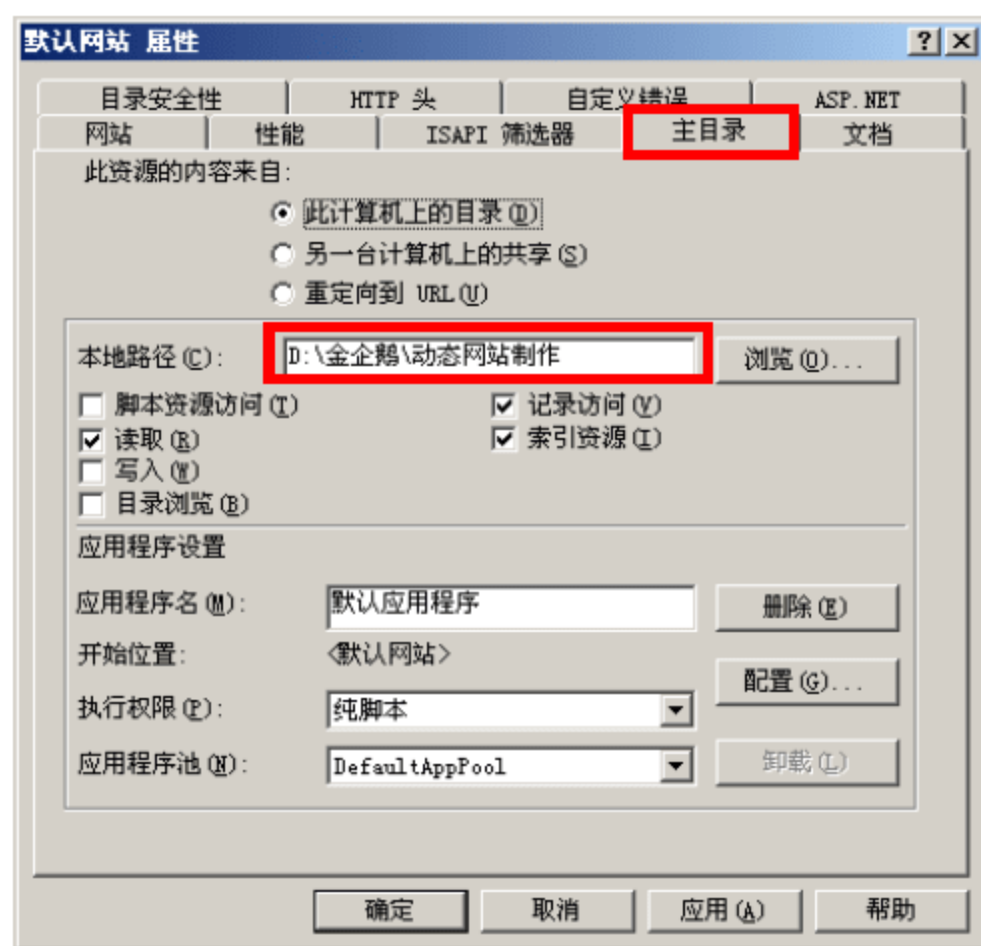 默认网站 属性
目录安全性 HTTP 头 自定义错误 ASP.NET
网站 性能 ISAPI 筛选器 主目录 文档
此资源的内容来自:
此计算机上的目录(D)
另一台计算机上的共享(S)
重定向到 URL(U)
本地路径(C): D:\金企鹅\动态网站制作 浏览(O)...
脚本资源访问(T) 记录访问(V)
读取(R) 索引资源(I)
写入(W)
目录浏览(B)
应用程序设置
应用程序名(M): 默认应用程序 删除(E)
开始位置: <默认网站>
配置(G)...
执行权限(P): 纯脚本
应用程序池(N): DefaultAppPool 卸载(L)
确定 取消 应用(A) 帮助